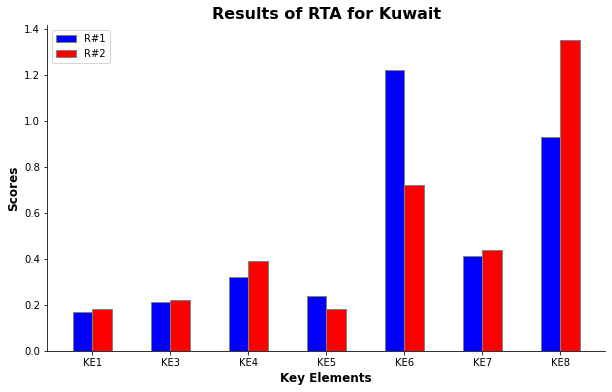 Results of RTA for Kuwait
R#1
R#2
1.4
1.2
1.0
0.8
0.6
0.4
0.2
0.0
Scores
KE1 KE3 KE4 KE5 KE6 KE7 KE8
Key Elements